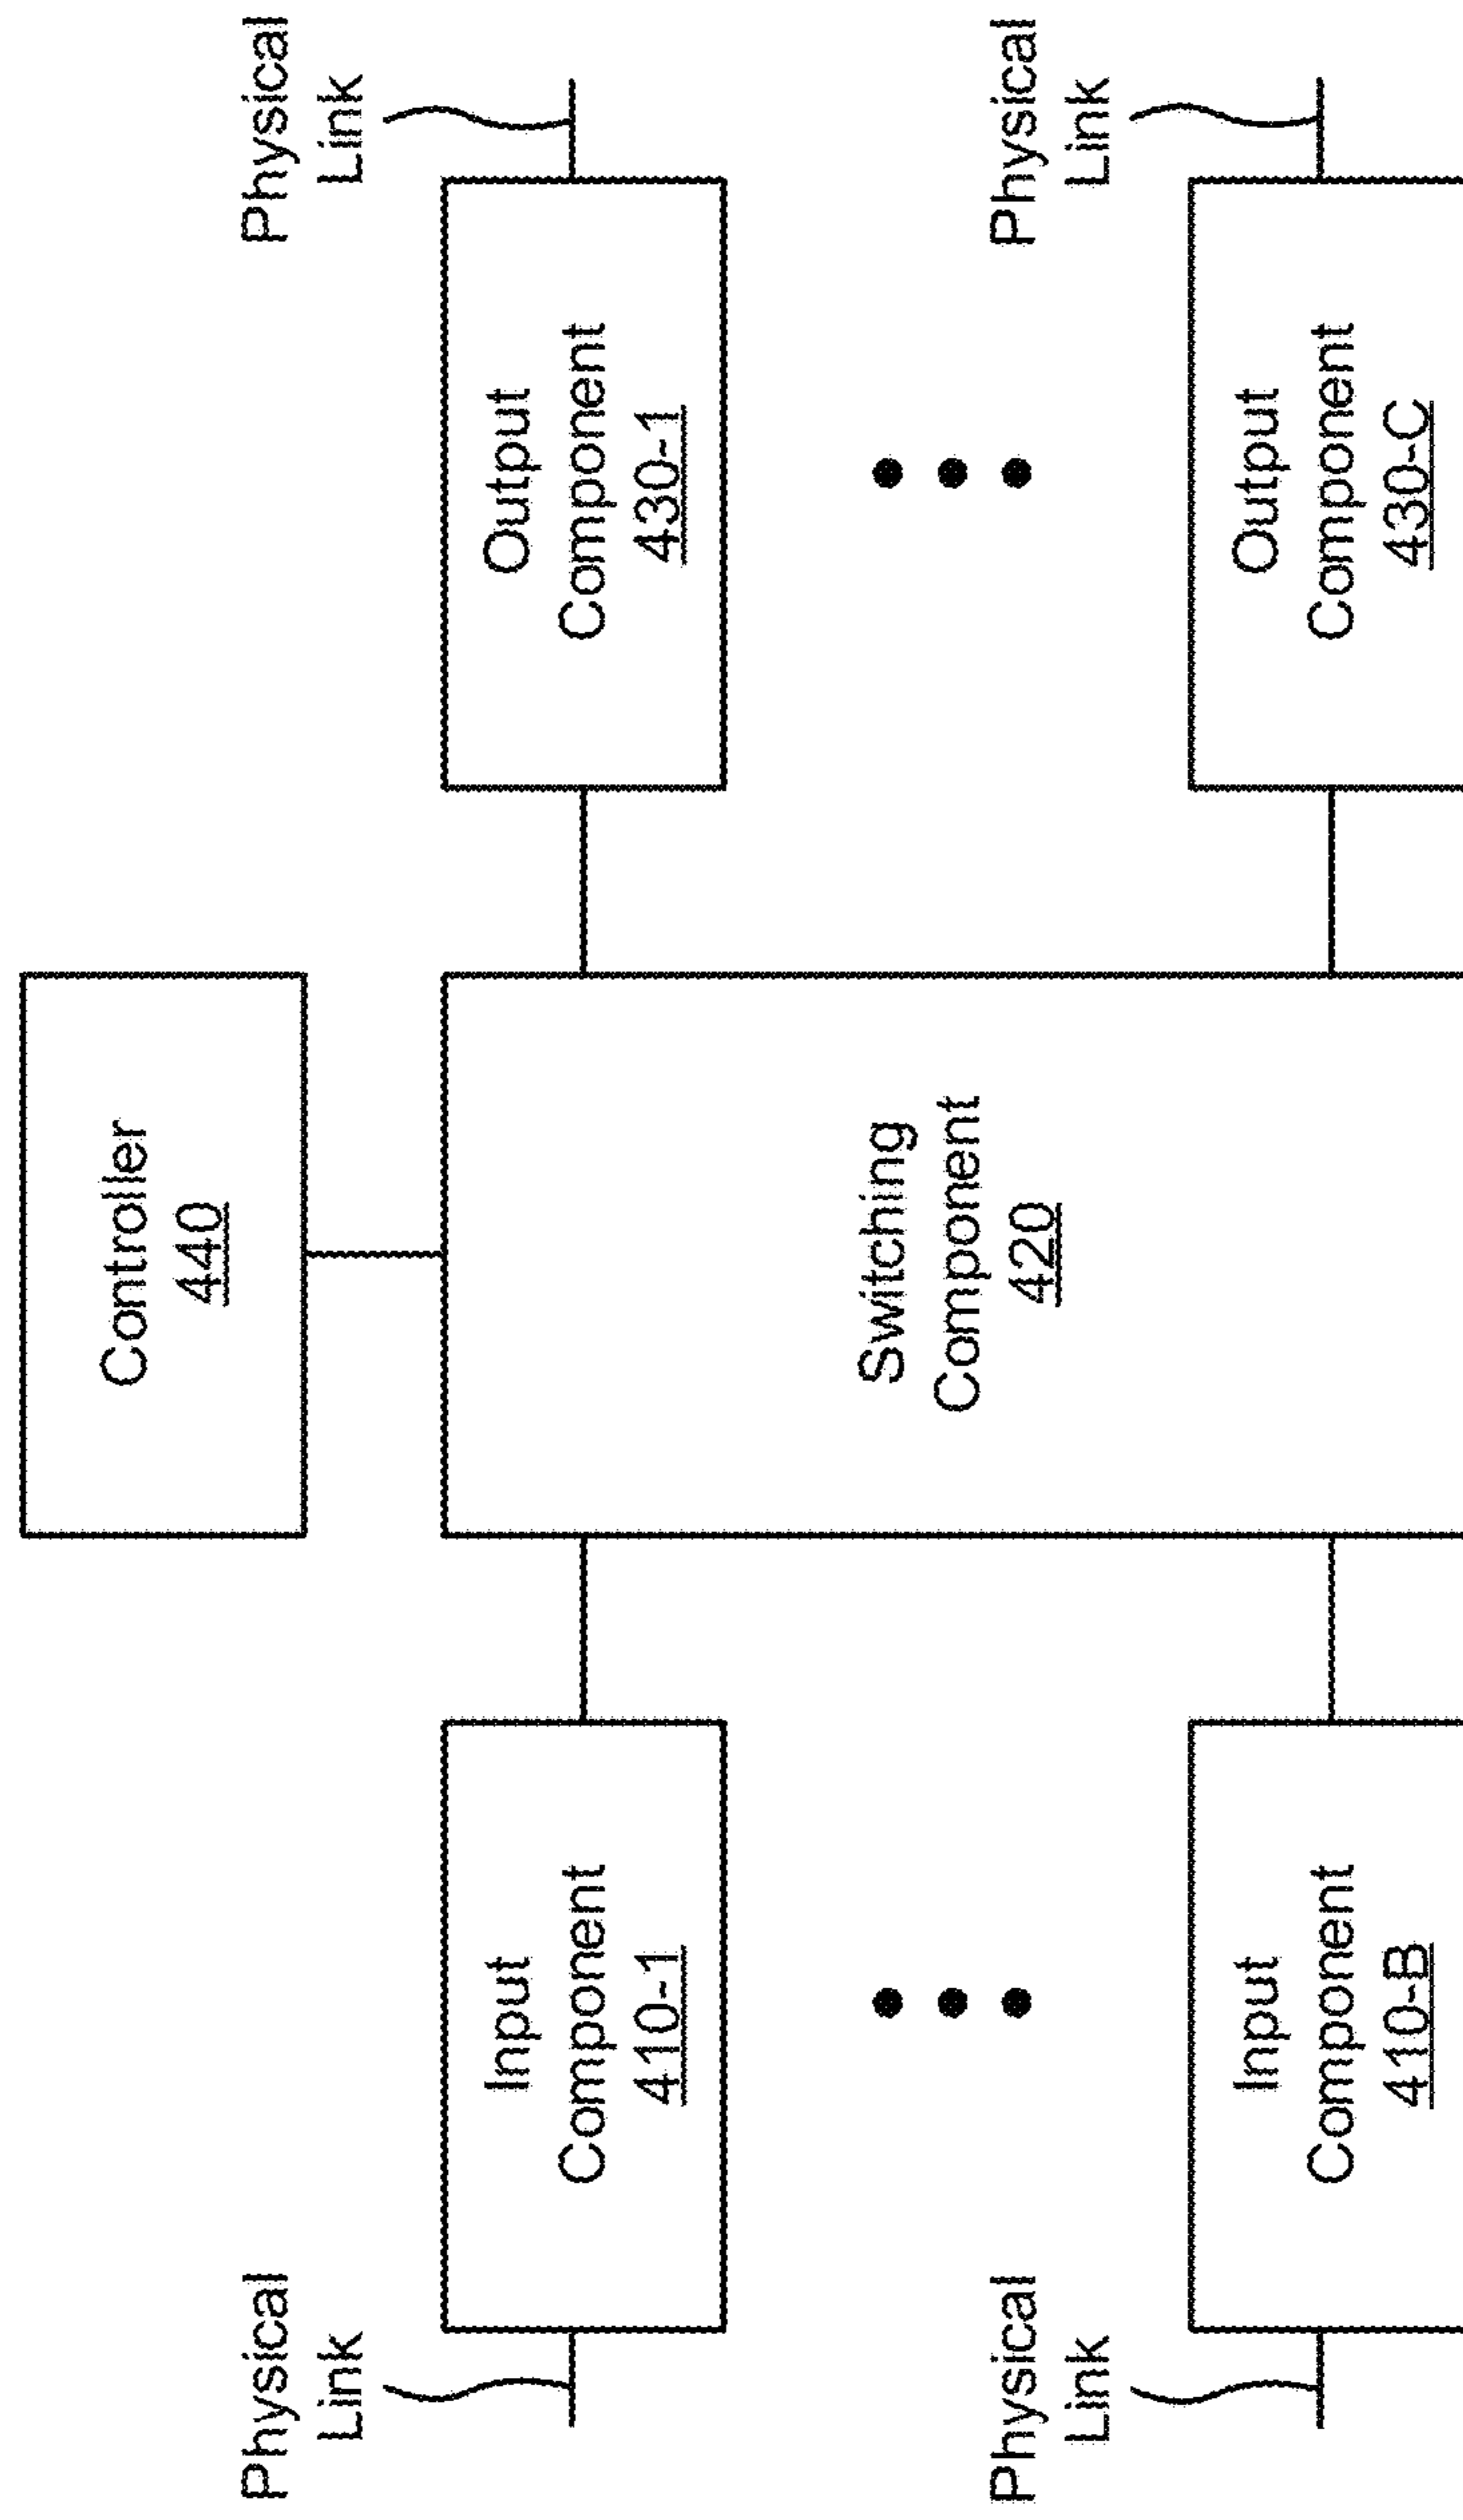 Controller
440
Physical
Link
Input
Component
410-1
Switching
Component
420
Output
Component
430-1
Physical
Link
Physical
Link
Input
Component
410-B
Output
Component
430-C
Physical
Link